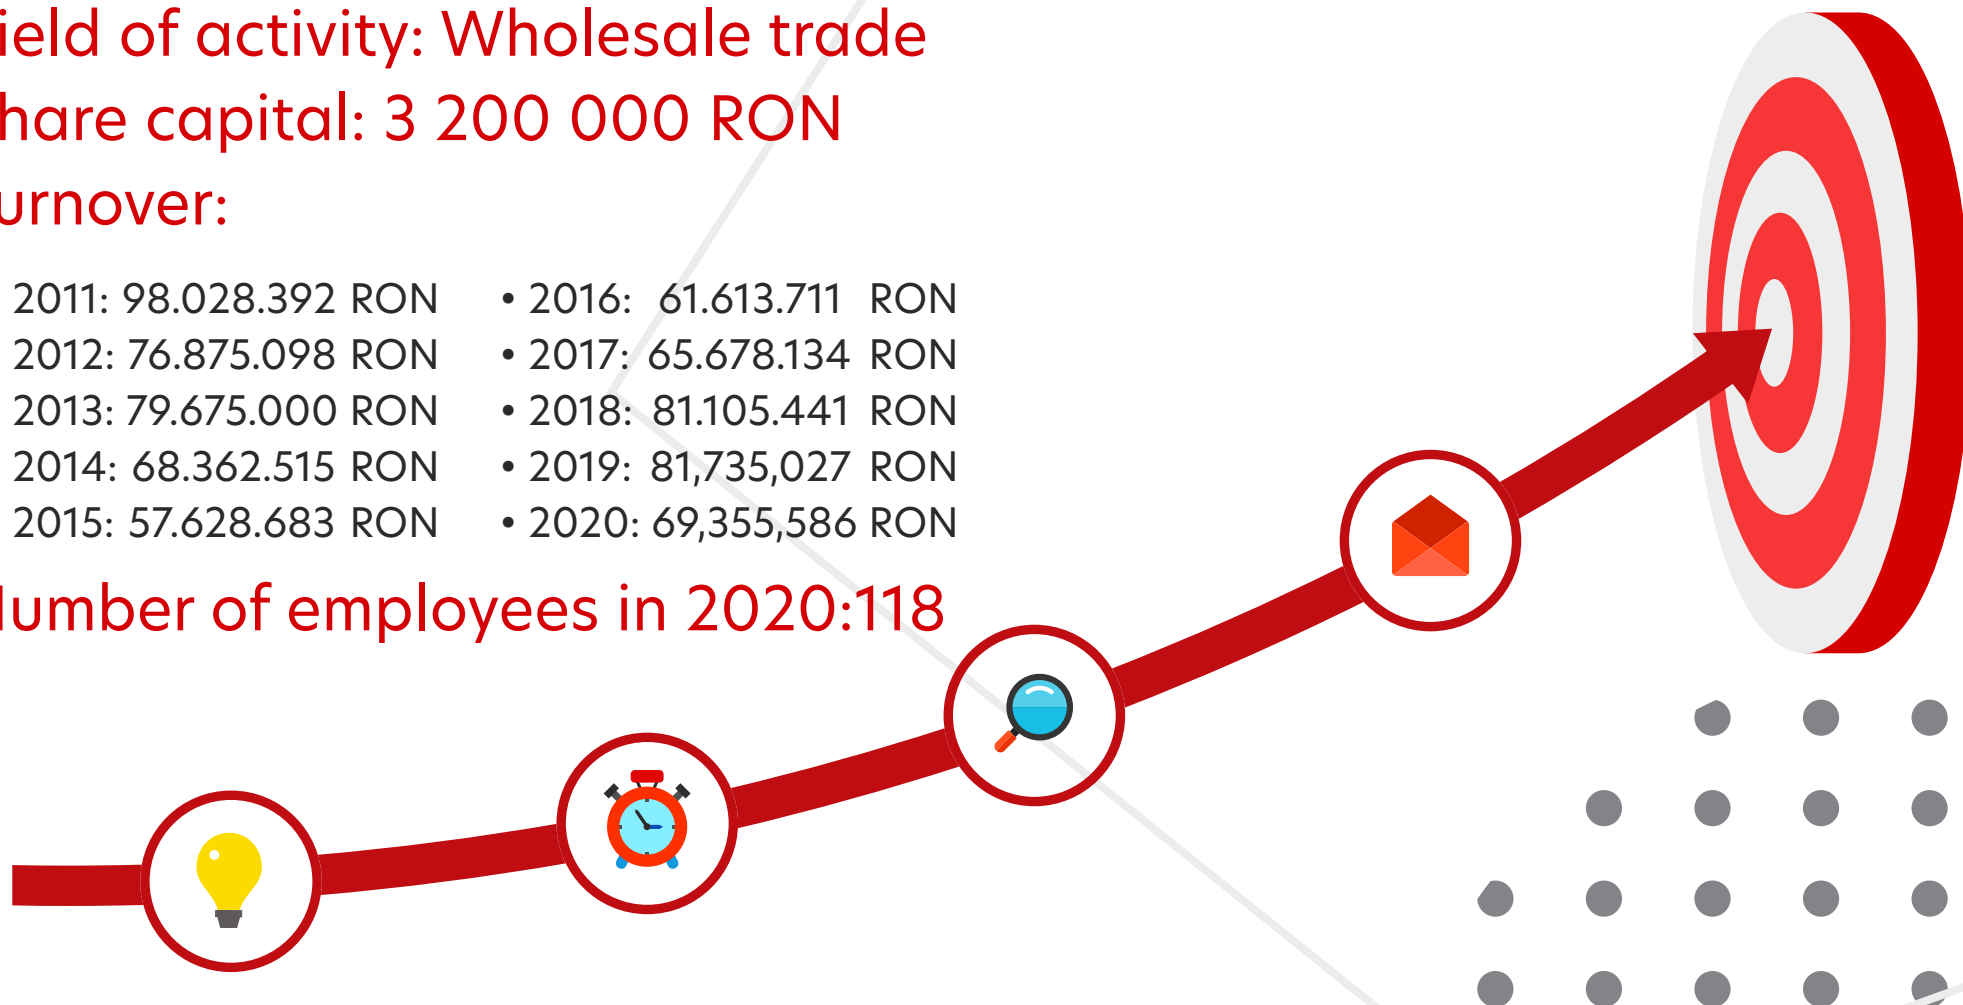 ield of activity: Wholesale trade
hare capital: 3 200 000 RON
urnover:
2011: 98.028.392 RON
2012: 76.875.098 RON
2013: 79.675.000 RON
2014: 68.362.515 RON
2015: 57.628.683 RON
• 2016: 61.613.711 RON
• 2017: 65.678.134 RON
• 2018: 81.105.441 RON
• 2019: 81,735,027 RON
• 2020: 69,355,586 RON
umber of employees in 2020:118